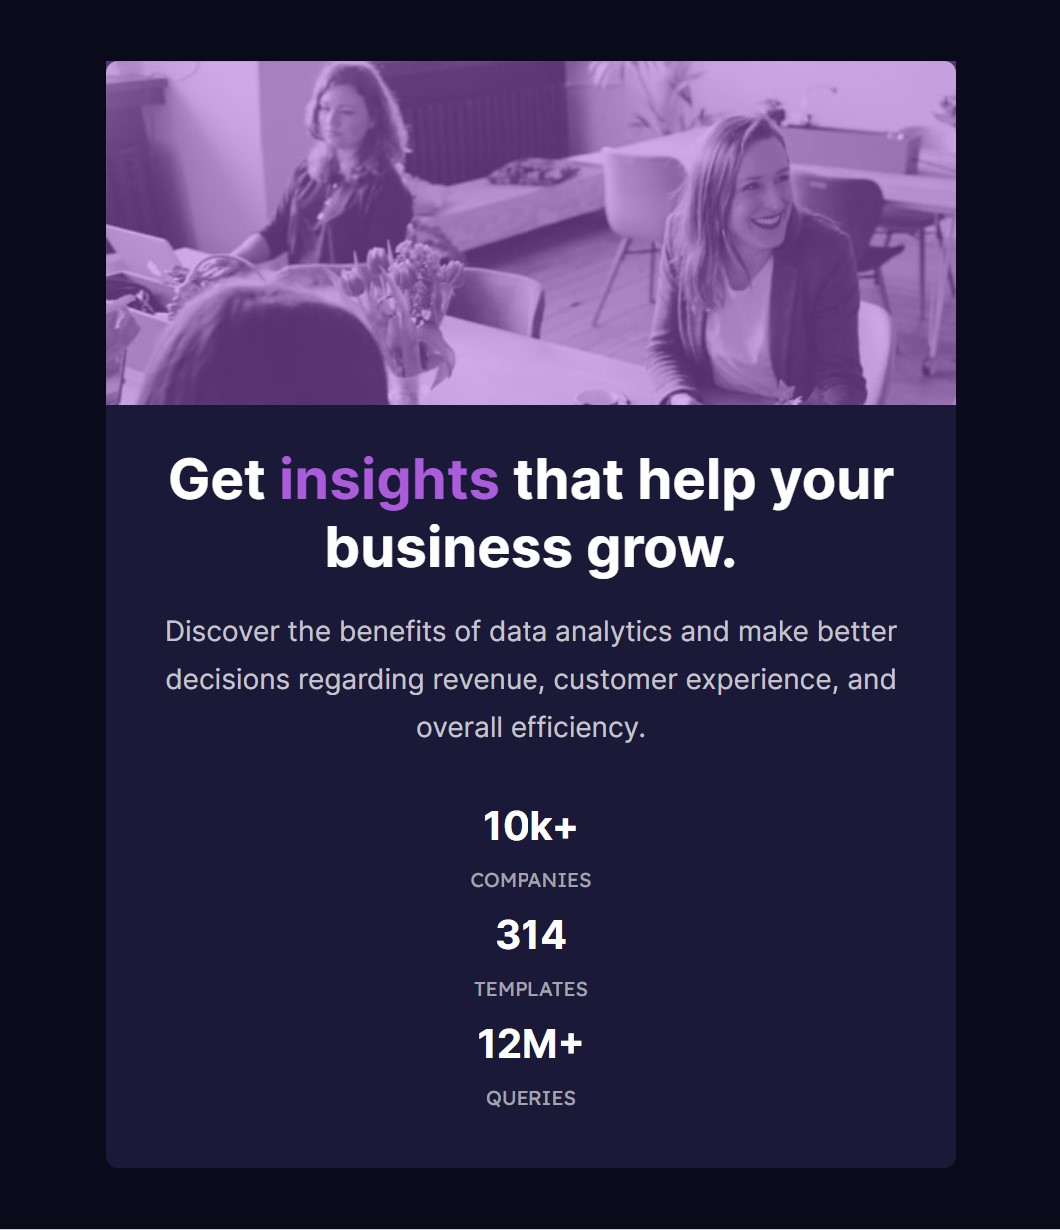 Get insights that help your
business grow.
Discover the benefits of data analytics and make better
decisions regarding revenue, customer experience, and
overall efficiency.
10k+
COMPANIES
314
TEMPLATES
12M+
QUERIES